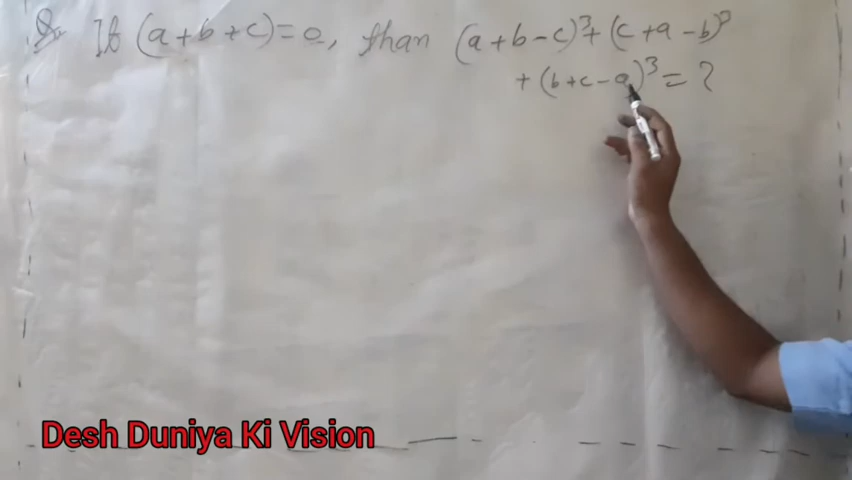 Q. If (a+b+c)=0, than (a+b-c)³+(c+a-b)³
+(b+c-a)³=?
Desh Duniya Ki Vision